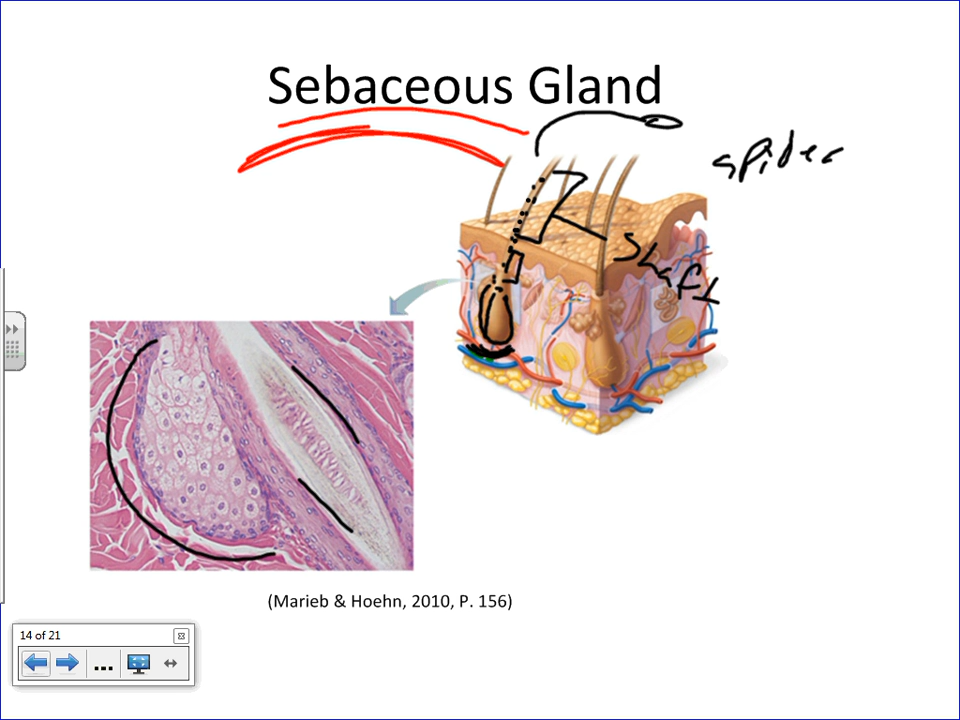 Sebaceous Gland
spider
Shaft
(Marieb & Hoehn, 2010, P. 156)
14 of 21
...